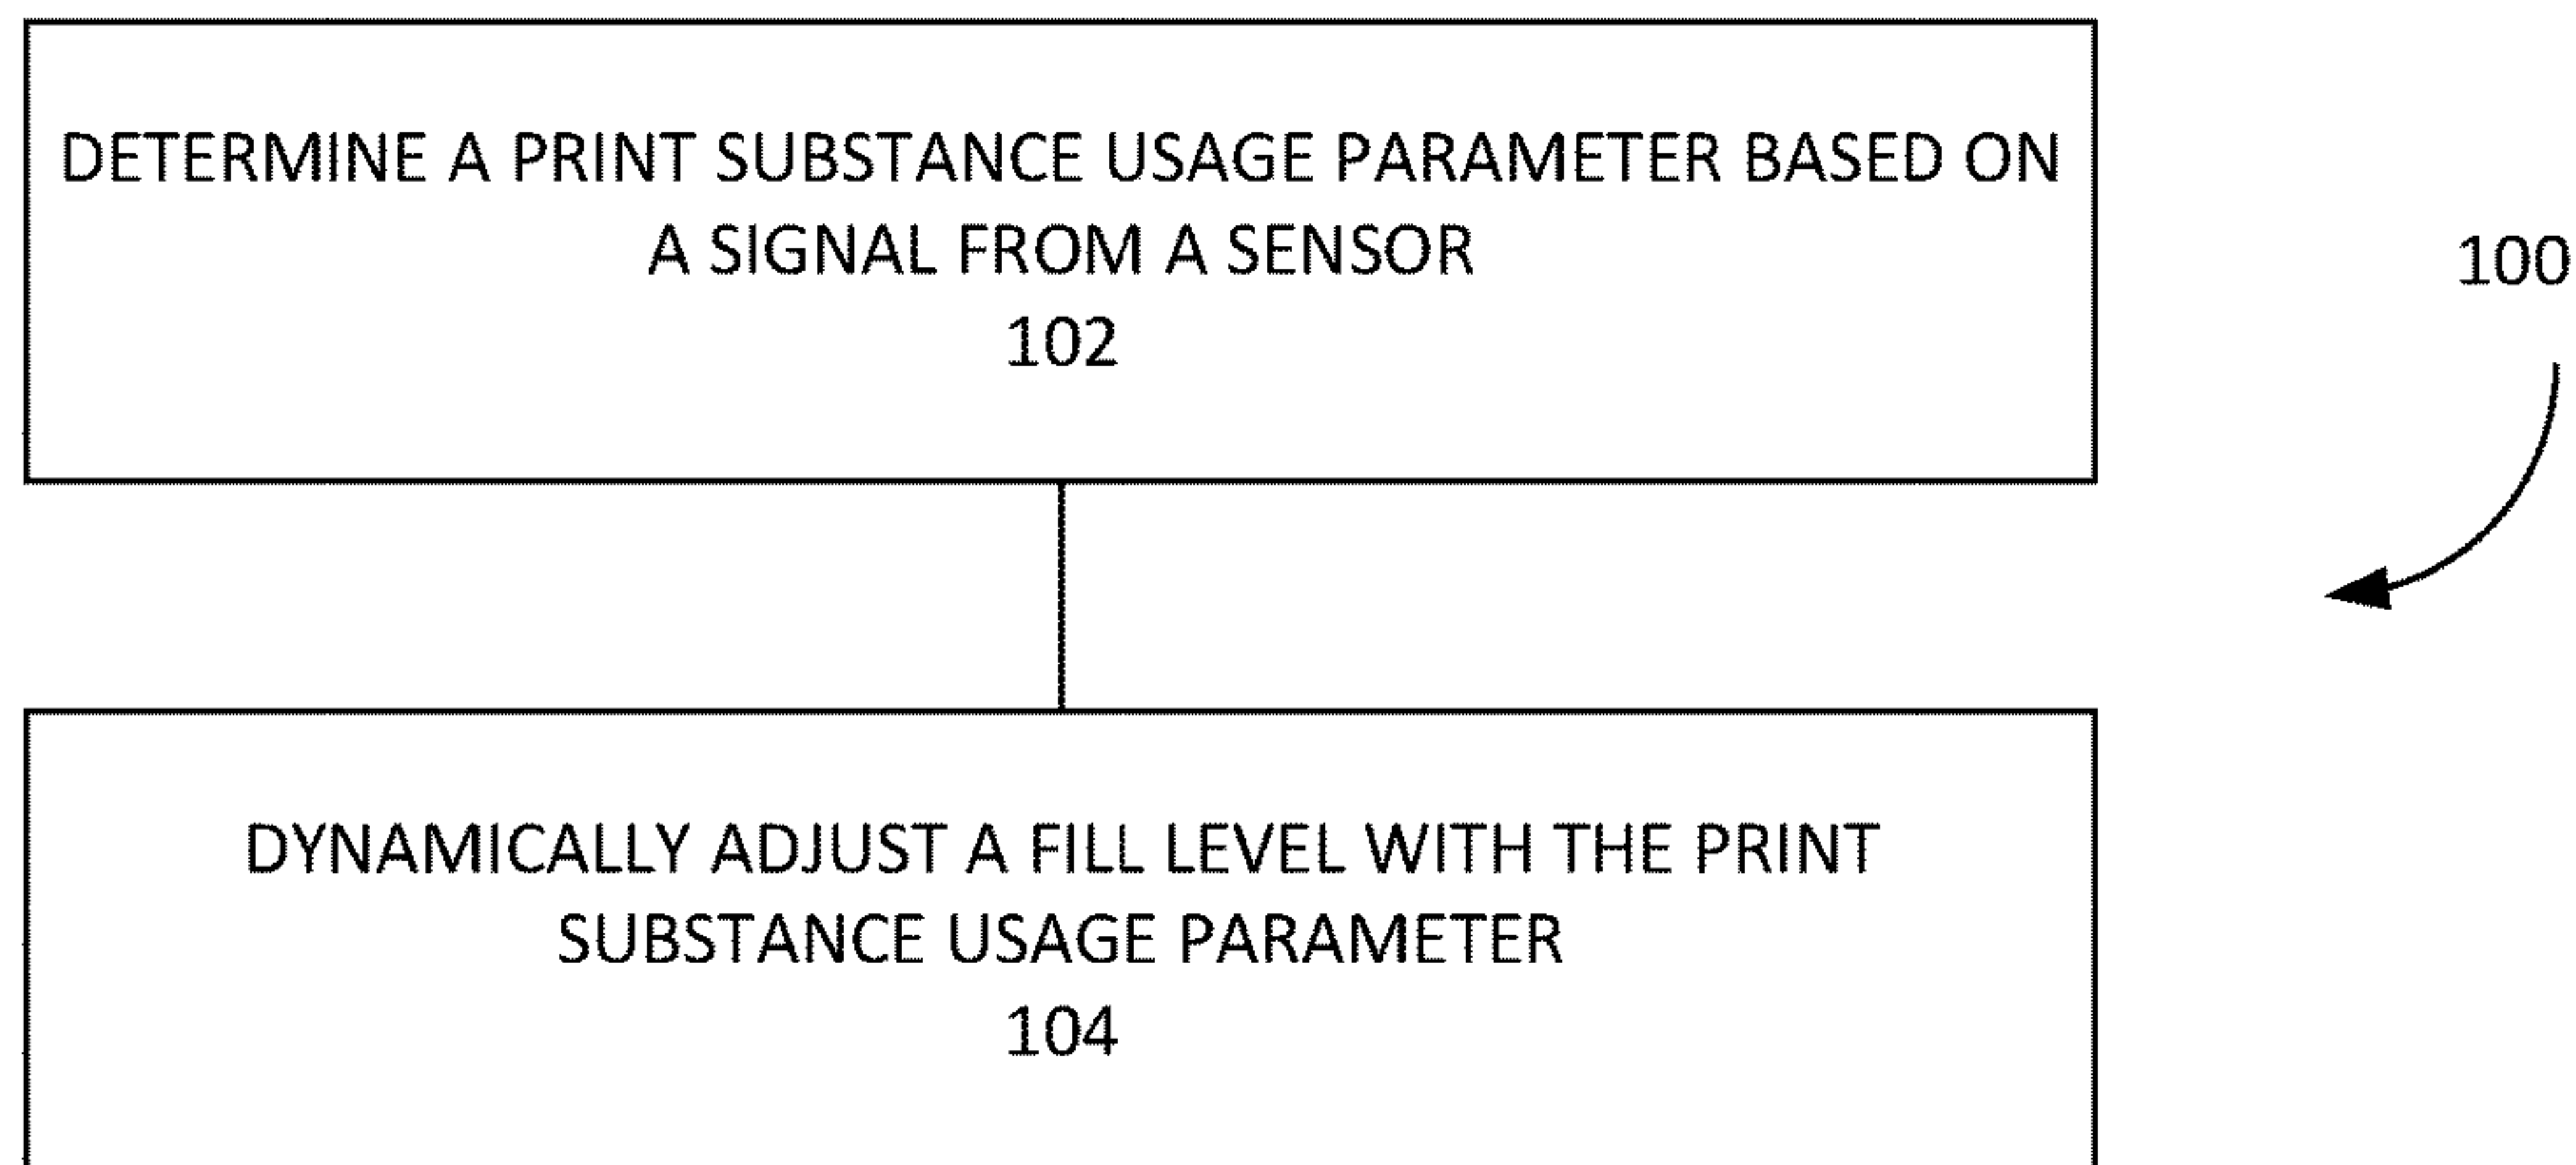 DETERMINE A PRINT SUBSTANCE USAGE PARAMETER BASED ON
A SIGNAL FROM A SENSOR
102
100
DYNAMICALLY ADJUST A FILL LEVEL WITH THE PRINT
SUBSTANCE USAGE PARAMETER
104